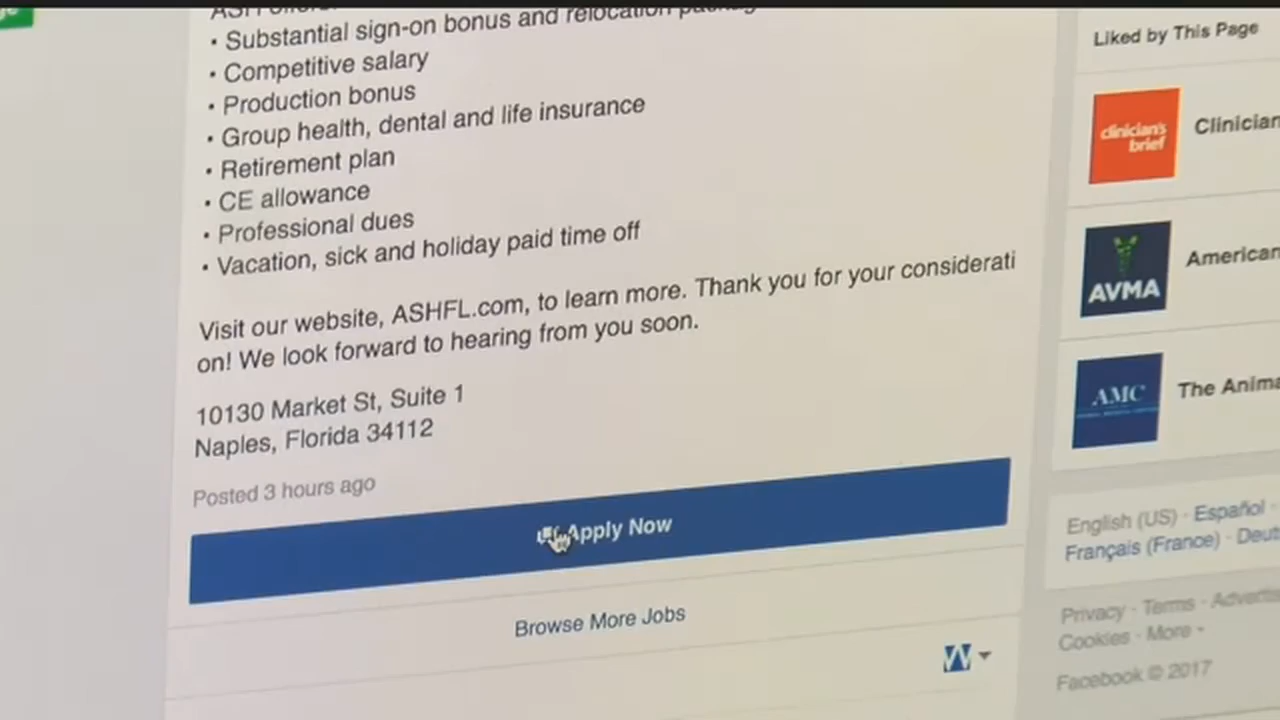 • Substantial sign-on bonus and relocation
• Competitive salary
• Production bonus
• Group health, dental and life insurance
• Retirement plan
• CE allowance
• Professional dues
• Vacation, sick and holiday paid time off
Visit our website, ASHFL.com, to learn more. Thank you for your considerati
on! We look forward to hearing from you soon.
10130 Market St, Suite 1
Naples, Florida 34112
Posted 3 hours ago
Apply Now
Browse More Jobs
Liked by This Page
clinician's
brief
Clinician
AVMA
American
AMC
The Anima
English (US) · Español ·
Français (France) · Deut
Privacy · Terms · Advertis
Cookies · More
Facebook © 2017